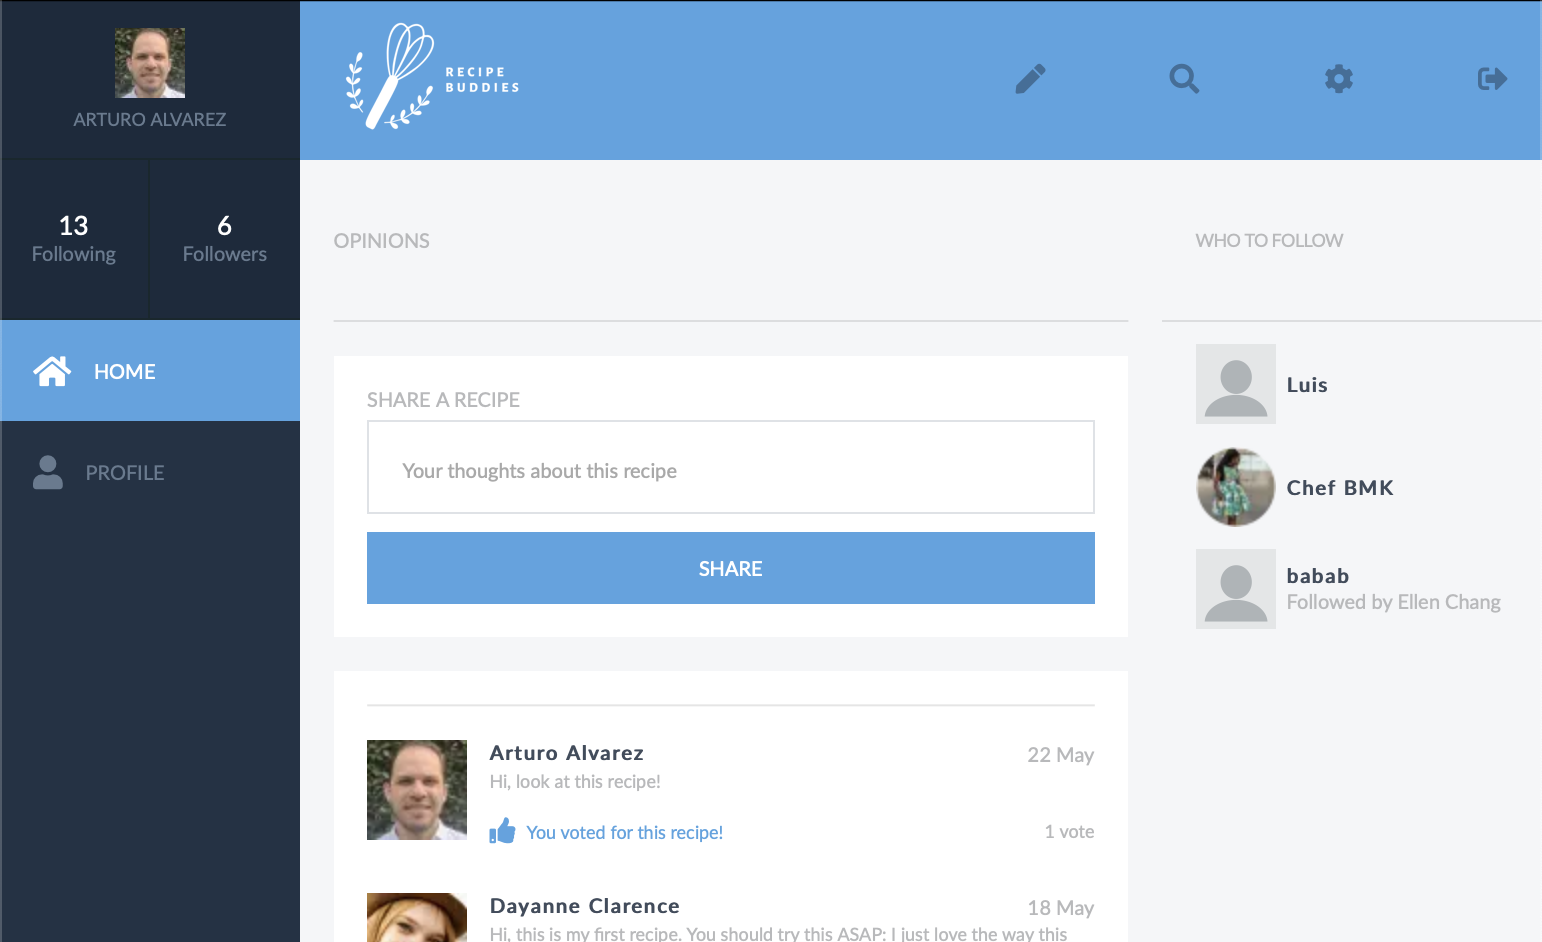 ARTURO ALVAREZ
13
Following
6
Followers
HOME
PROFILE
RECIPE
BUDDIES
OPINIONS
SHARE A RECIPE
Your thoughts about this recipe
SHARE
Arturo Alvarez
22 May
Hi, look at this recipe!
You voted for this recipe!
1 vote
Dayanne Clarence
18 May
Hi, this is my first recipe. You should try this ASAP: I just love the way this
WHO TO FOLLOW
Luis
Chef BMK
babab
Followed by Ellen Chang